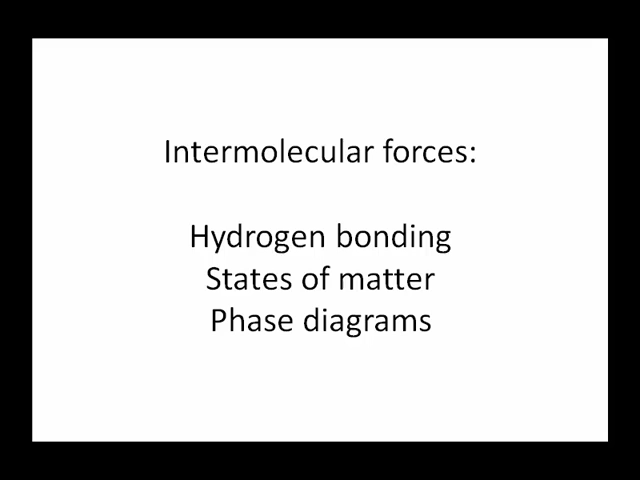 Intermolecular forces:
Hydrogen bonding
States of matter
Phase diagrams